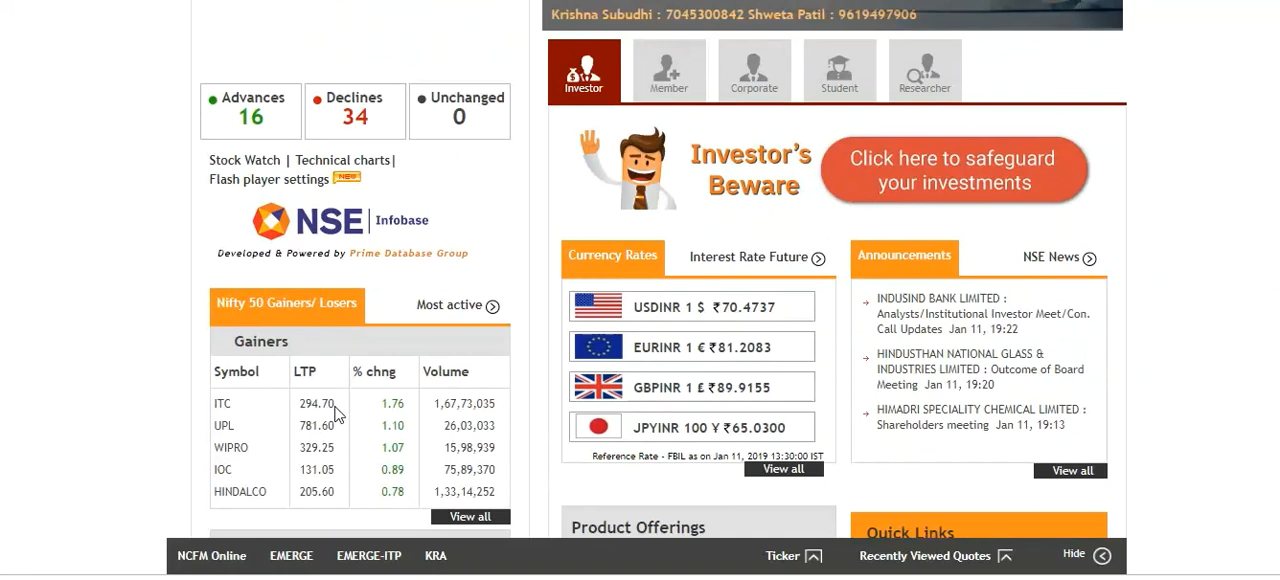 Krishna Subudhi : 7045300842 Shweta Patil : 9619497906
Investor
Member
Corporate
Student
Researcher
Advances
16
Declines
34
Unchanged
0
Stock Watch | Technical charts|
Flash player settings NEW
NSE | Infobase
Developed & Powered by Prime Database Group
Investor's
Beware
Click here to safeguard
your investments
Nifty 50 Gainers/ Losers
Most active
Gainers
Symbol LTP % chng Volume
ITC 294.70 1.76 1,67,73,035
UPL 781.60 1.10 26,03,033
WIPRO 329.25 1.07 15,98,939
IOC 131.05 0.89 75,89,370
HINDALCO 205.60 0.78 1,33,14,252
View all
Currency Rates
Interest Rate Future
USDINR 1 $ ₹70.4737
EURINR 1 € ₹81.2083
GBPINR 1 £ ₹89.9155
JPYINR 100 ¥ ₹65.0300
Reference Rate - FBIL as on Jan 11, 2019 13:30:00 IST
View all
Announcements
NSE News
INDUSIND BANK LIMITED :
Analysts/Institutional Investor Meet/Con.
Call Updates Jan 11, 19:22
HINDUSTHAN NATIONAL GLASS &
INDUSTRIES LIMITED : Outcome of Board
Meeting Jan 11, 19:20
HIMADRI SPECIALITY CHEMICAL LIMITED :
Shareholders meeting Jan 11, 19:13
View all
Product Offerings
Quick Links
NCFM Online EMERGE EMERGE-ITP KRA Ticker Recently Viewed Quotes Hide